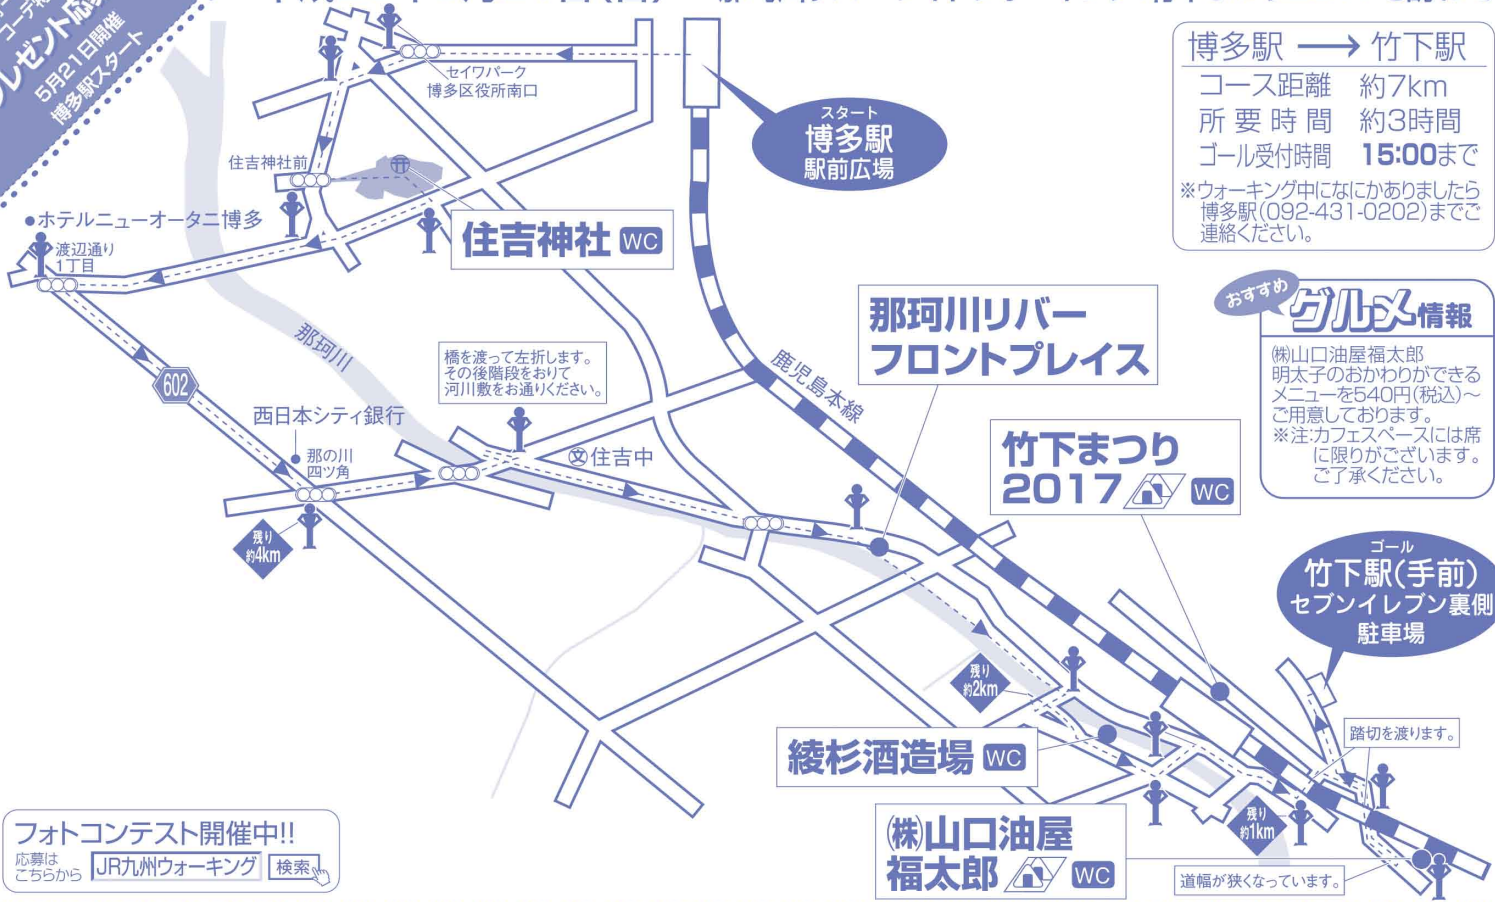 プレゼント応
5月21日開催
博多駅スタート
セイワパーク
博多区役所南口
スタート
博多駅
駅前広場
博多駅 → 竹下駅
コース距離 約7km
所要時間 約3時間
ゴール受付時間 15:00まで
※ウォーキング中になにかありましたら
博多駅(092-431-0202)までご
連絡ください。
住吉神社前
住吉神社 WC
●ホテルニューオータニ博多
渡辺通り
1丁目
那珂川
602
橋を渡って左折します。
その後階段をおりて
河川敷をお通りください。
西日本シティ銀行
那の川
四ツ角
残り
約4km
文住吉中
鹿児島本線
那珂川リバー
フロントプレイス
おすすめ
グルメ情報
㈱山口油屋福太郎
明太子のおかわりができる
メニューを540円(税込)〜
ご用意しております。
※注:カフェスペースには席
に限りがございます。
ご了承ください。
竹下まつり
2017 WC
ゴール
竹下駅(手前)
セブンイレブン裏側
駐車場
残り
約2km
綾杉酒造場 WC
踏切を渡ります。
㈱山口油屋
福太郎 WC
残り
約1km
道幅が狭くなっています。
フォトコンテスト開催中!!
応募は
こちらから JR九州ウォーキング 検索